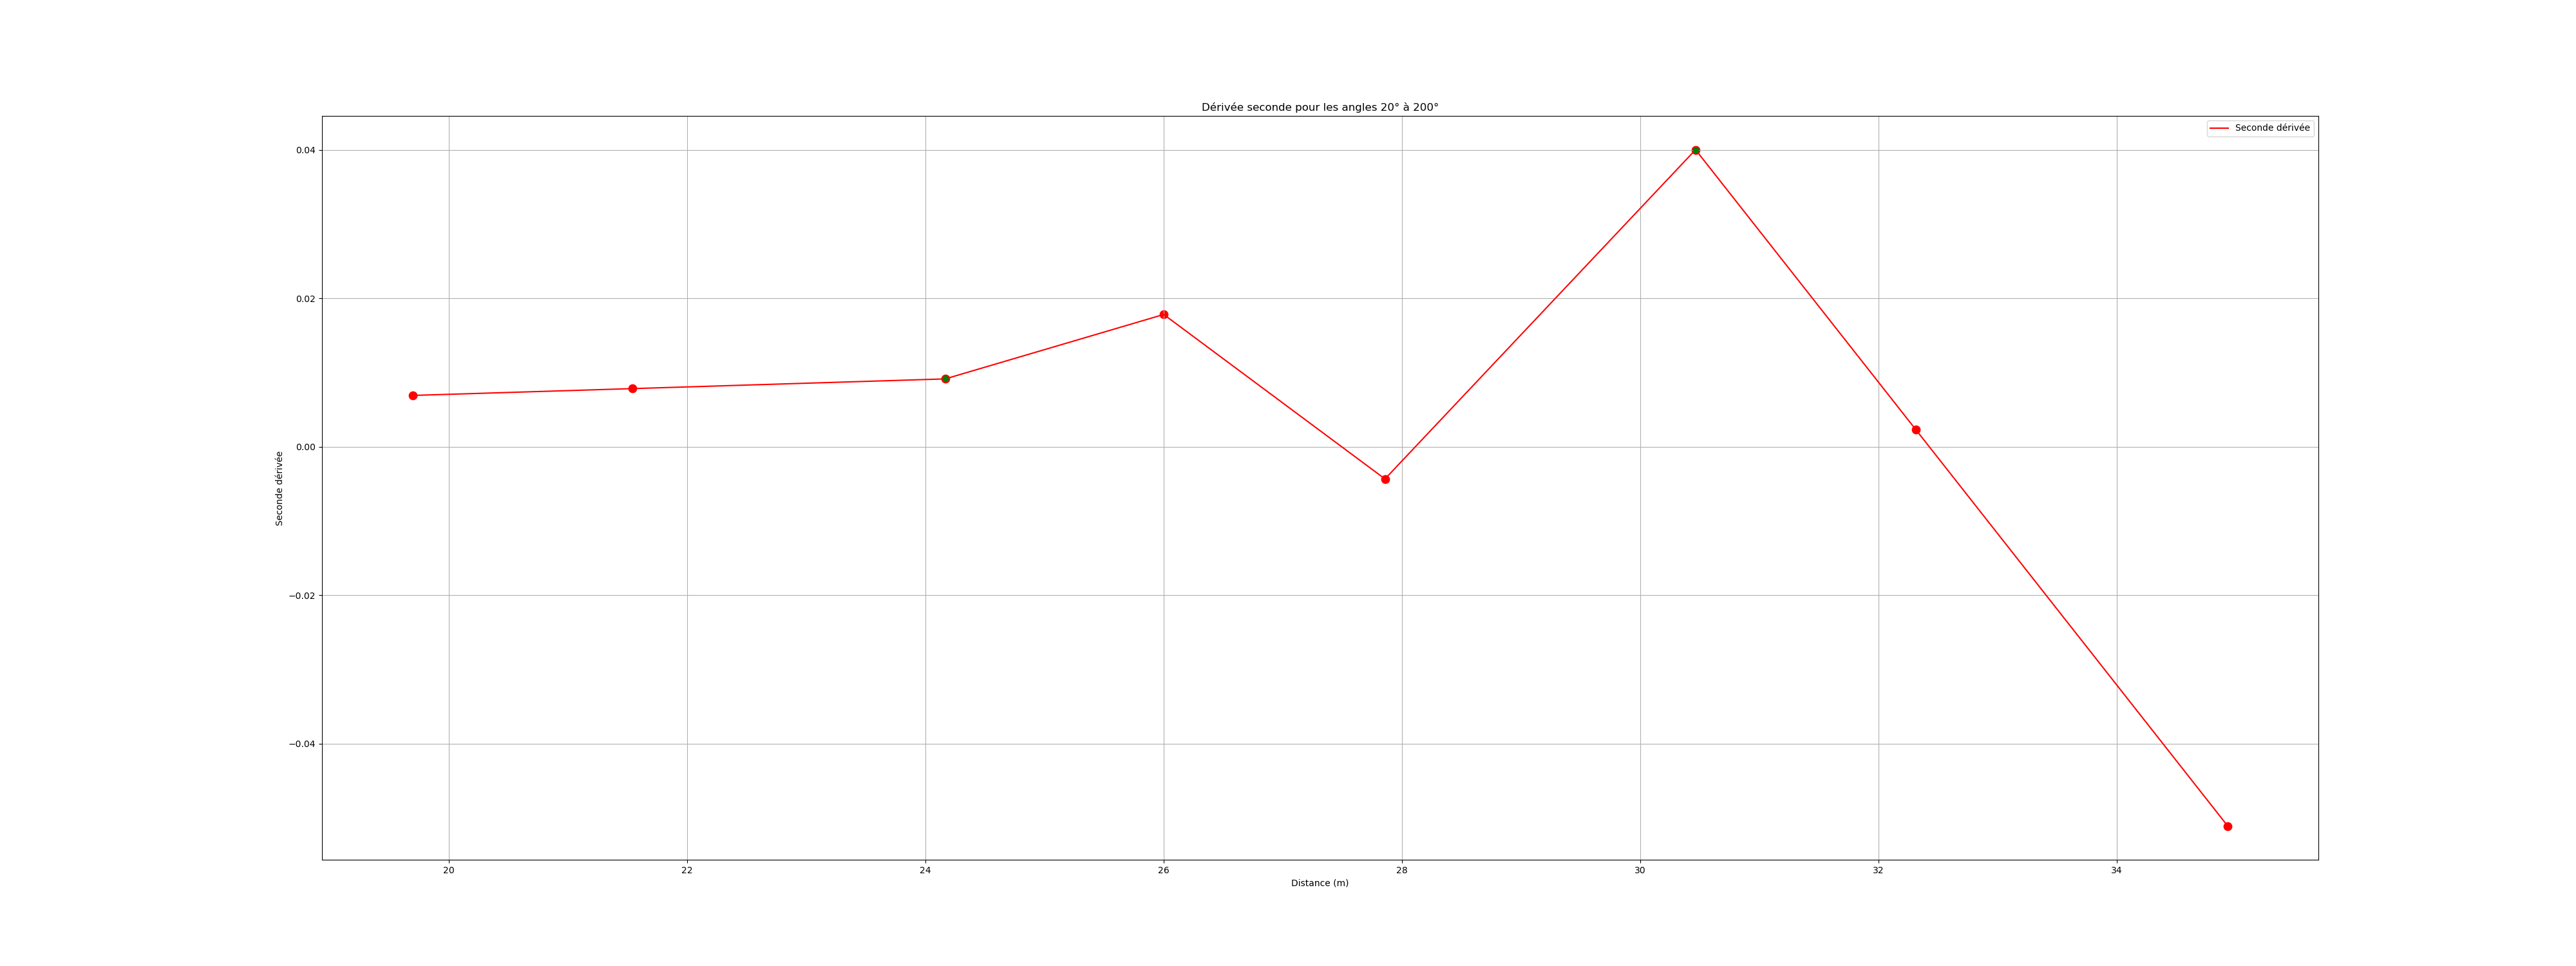 Dérivée seconde pour les angles 20° à 200°
Seconde dérivée
0.04
0.02
0.00
−0.02
−0.04
Seconde dérivée
20 22 24 26 28 30 32 34
Distance (m)